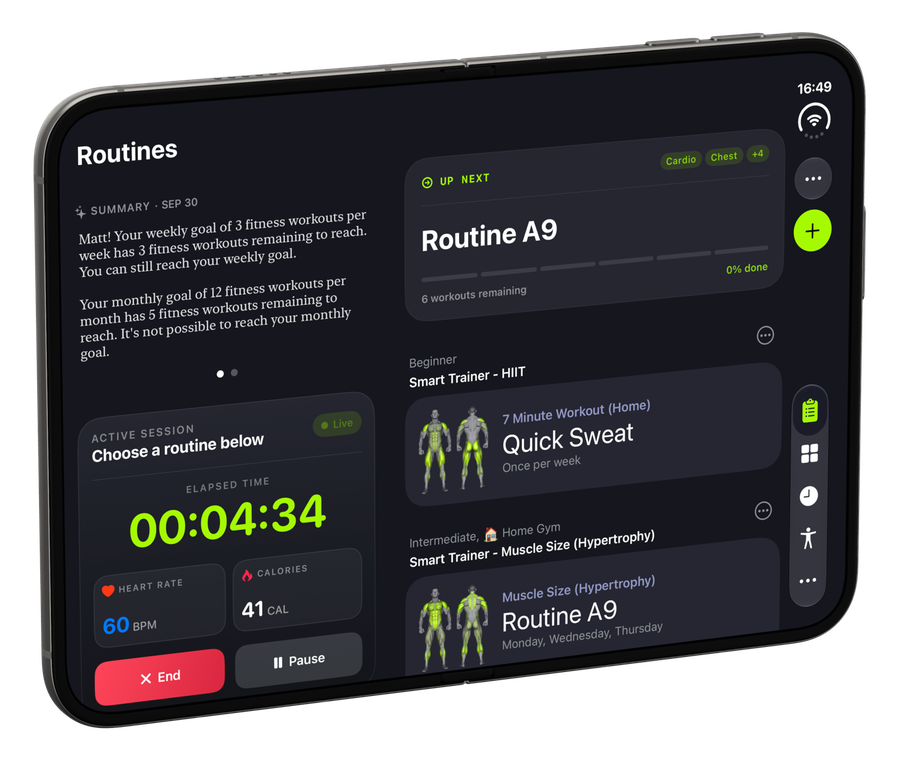 16:49
Routines
SUMMARY · SEP 30
Matt! Your weekly goal of 3 fitness workouts per
week has 3 fitness workouts remaining to reach.
You can still reach your weekly goal.
Your monthly goal of 12 fitness workouts per
month has 5 fitness workouts remaining to
reach. It's not possible to reach your monthly
goal.
ACTIVE SESSION
Choose a routine below
Live
ELAPSED TIME
00:04:34
HEART RATE
60 BPM
CALORIES
41 CAL
End
Pause
UP NEXT
Cardio
Chest
+4
Routine A9
6 workouts remaining
0% done
Beginner
Smart Trainer - HIIT
7 Minute Workout (Home)
Quick Sweat
Once per week
Intermediate, 🏠 Home Gym
Smart Trainer - Muscle Size (Hypertrophy)
Muscle Size (Hypertrophy)
Routine A9
Monday, Wednesday, Thursday